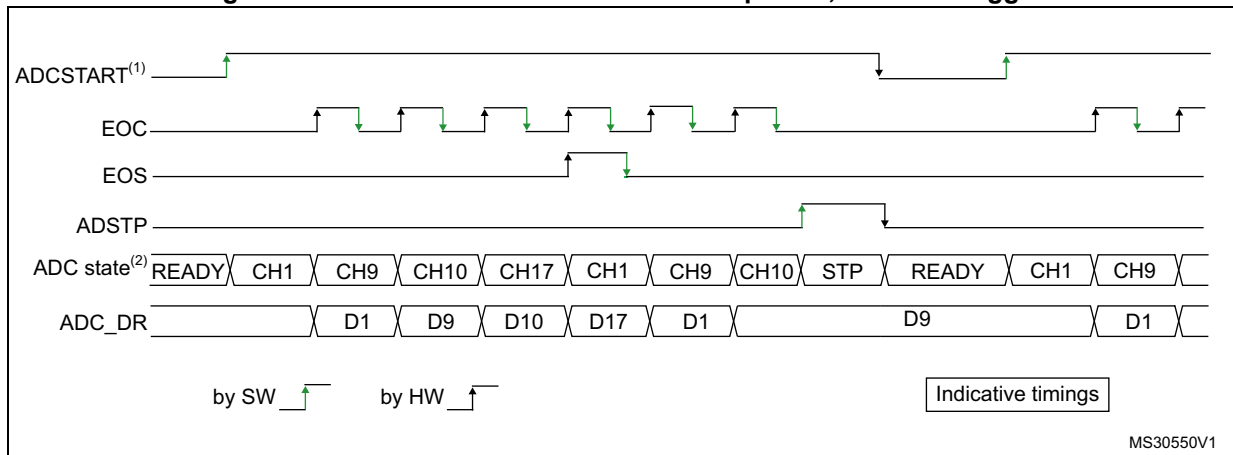 ADCSTART(1)
EOC
EOS
ADSTP
ADC state(2) READY CH1 CH9 CH10 CH17 CH1 CH9 CH10 STP READY CH1 CH9
ADC_DR D1 D9 D10 D17 D1 D9 D1
by SW by HW Indicative timings
MS30550V1